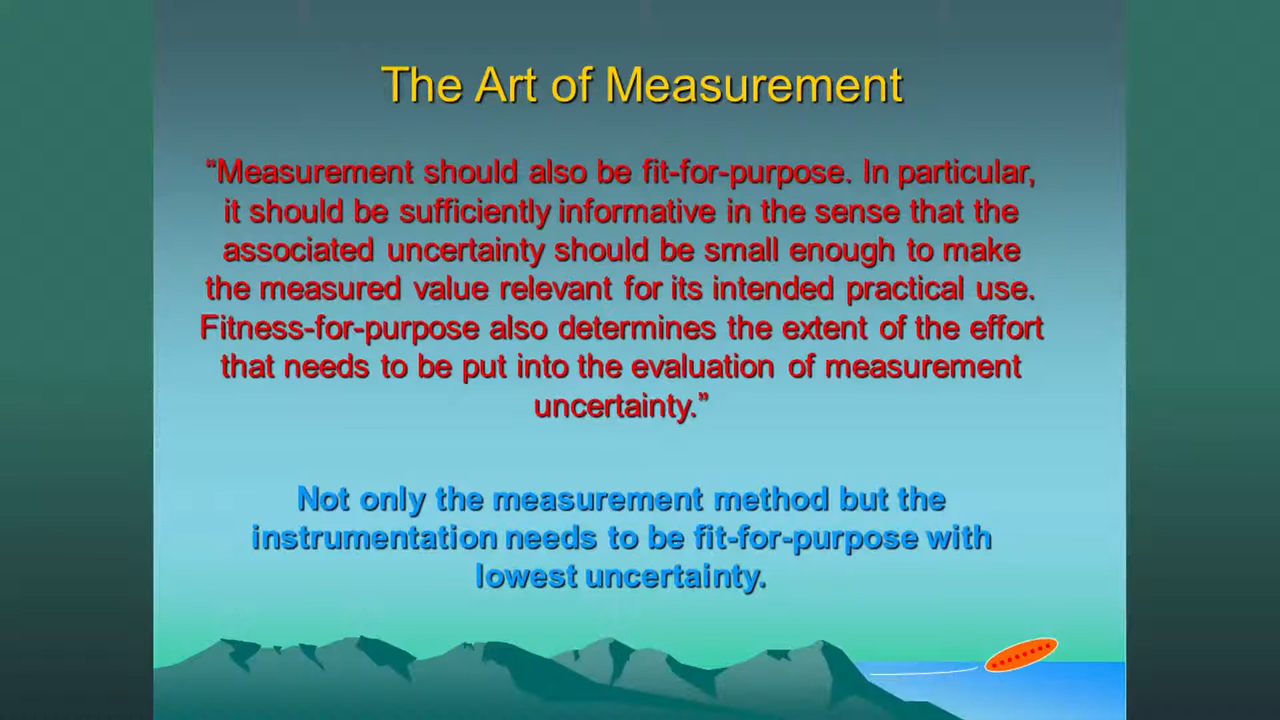 The Art of Measurement
“Measurement should also be fit-for-purpose. In particular,
it should be sufficiently informative in the sense that the
associated uncertainty should be small enough to make
the measured value relevant for its intended practical use.
Fitness-for-purpose also determines the extent of the effort
that needs to be put into the evaluation of measurement
uncertainty.”
Not only the measurement method but the
instrumentation needs to be fit-for-purpose with
lowest uncertainty.